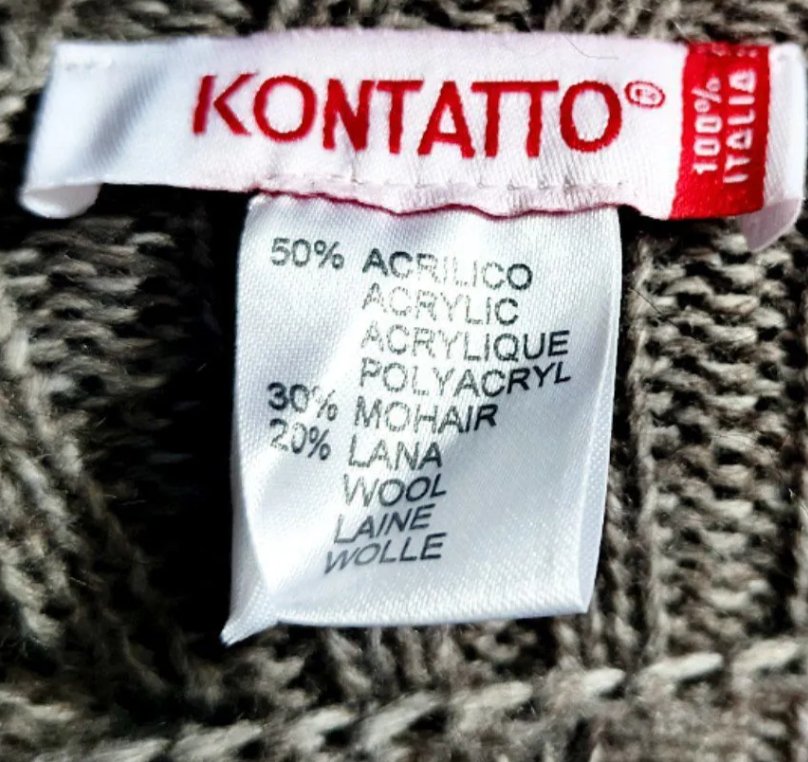 KONTATTO®
100%
ITALIA
50% ACRILICO
ACRYLIC
ACRYLIQUE
POLYACRYL
30% MOHAIR
20% LANA
WOOL
LAINE
WOLLE